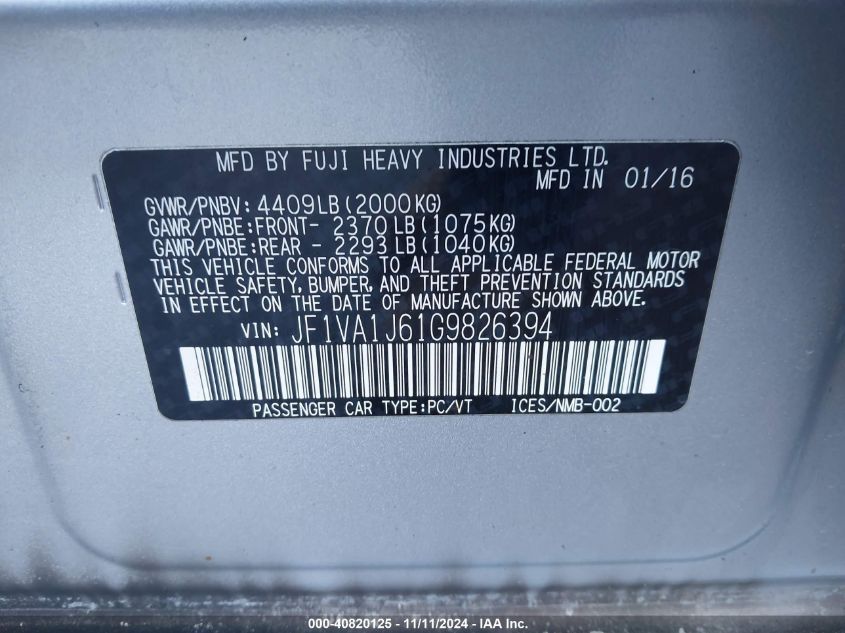 MFD BY FUJI HEAVY INDUSTRIES LTD.
MFD IN 01/16
GVWR/PNBV: 4409LB(2000KG)
GAWR/PNBE:FRONT- 2370LB(1075KG)
GAWR/PNBE:REAR - 2293LB(1040KG)
THIS VEHICLE CONFORMS TO ALL APPLICABLE FEDERAL MOTOR
VEHICLE SAFETY, BUMPER, AND THEFT PREVENTION STANDARDS
IN EFFECT ON THE DATE OF MANUFACTURE SHOWN ABOVE.
VIN: JF1VA1J61G9826394
PASSENGER CAR TYPE:PC/VT ICES/NMB-002
000-40820125 - 11/11/2024 - IAA Inc.